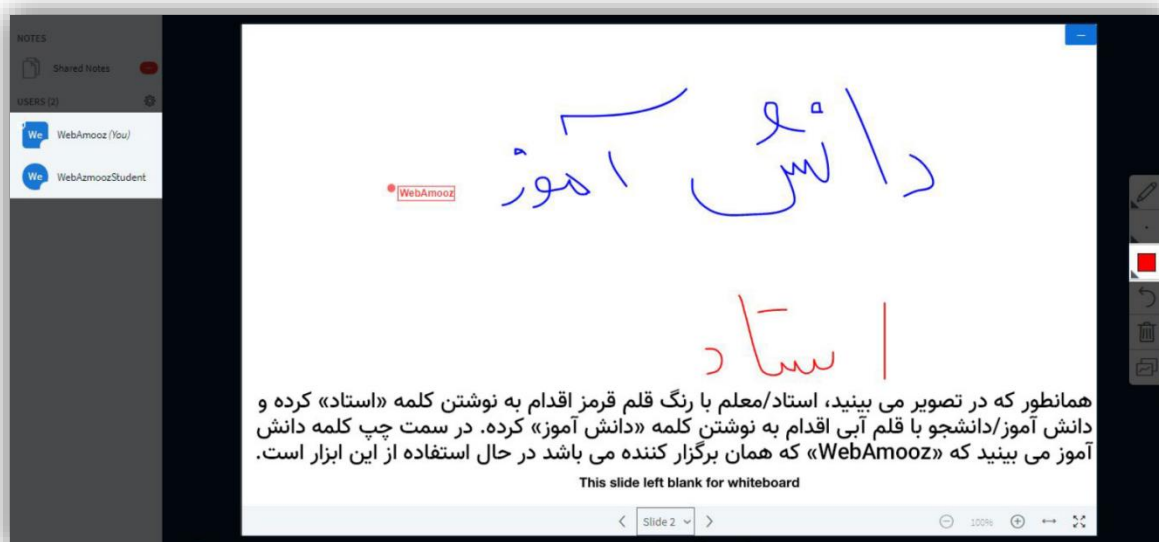 NOTES
Shared Notes
USERS (2)
We WebAmooz (You)
We WebAzmoozStudent
دانش آموز
WebAmooz
استاد
همانطور که در تصویر می بینید، استاد/معلم با رنگ قلم قرمز اقدام به نوشتن کلمه «استاد» کرده و
دانش آموز/دانشجو با قلم آبی اقدام به نوشتن کلمه «دانش آموز» کرده. در سمت چپ کلمه دانش
آموز می بینید که «WebAmooz» که همان برگزار کننده می باشد در حال استفاده از این ابزار است.
This slide left blank for whiteboard
Slide 2
100%